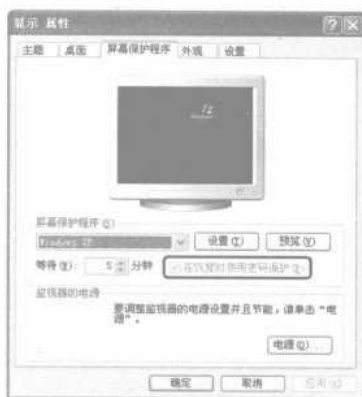 显示 属性
主题 桌面 屏幕保护程序 外观 设置
屏幕保护程序(S)
Windows XP 设置(T) 预览(V)
等待(W): 5 分钟 在恢复时使用密码保护(P)
监视器的电源
要调整监视器的电源设置并且节能，请单击“电
源”。
电源(O)...
确定 取消 应用(A)